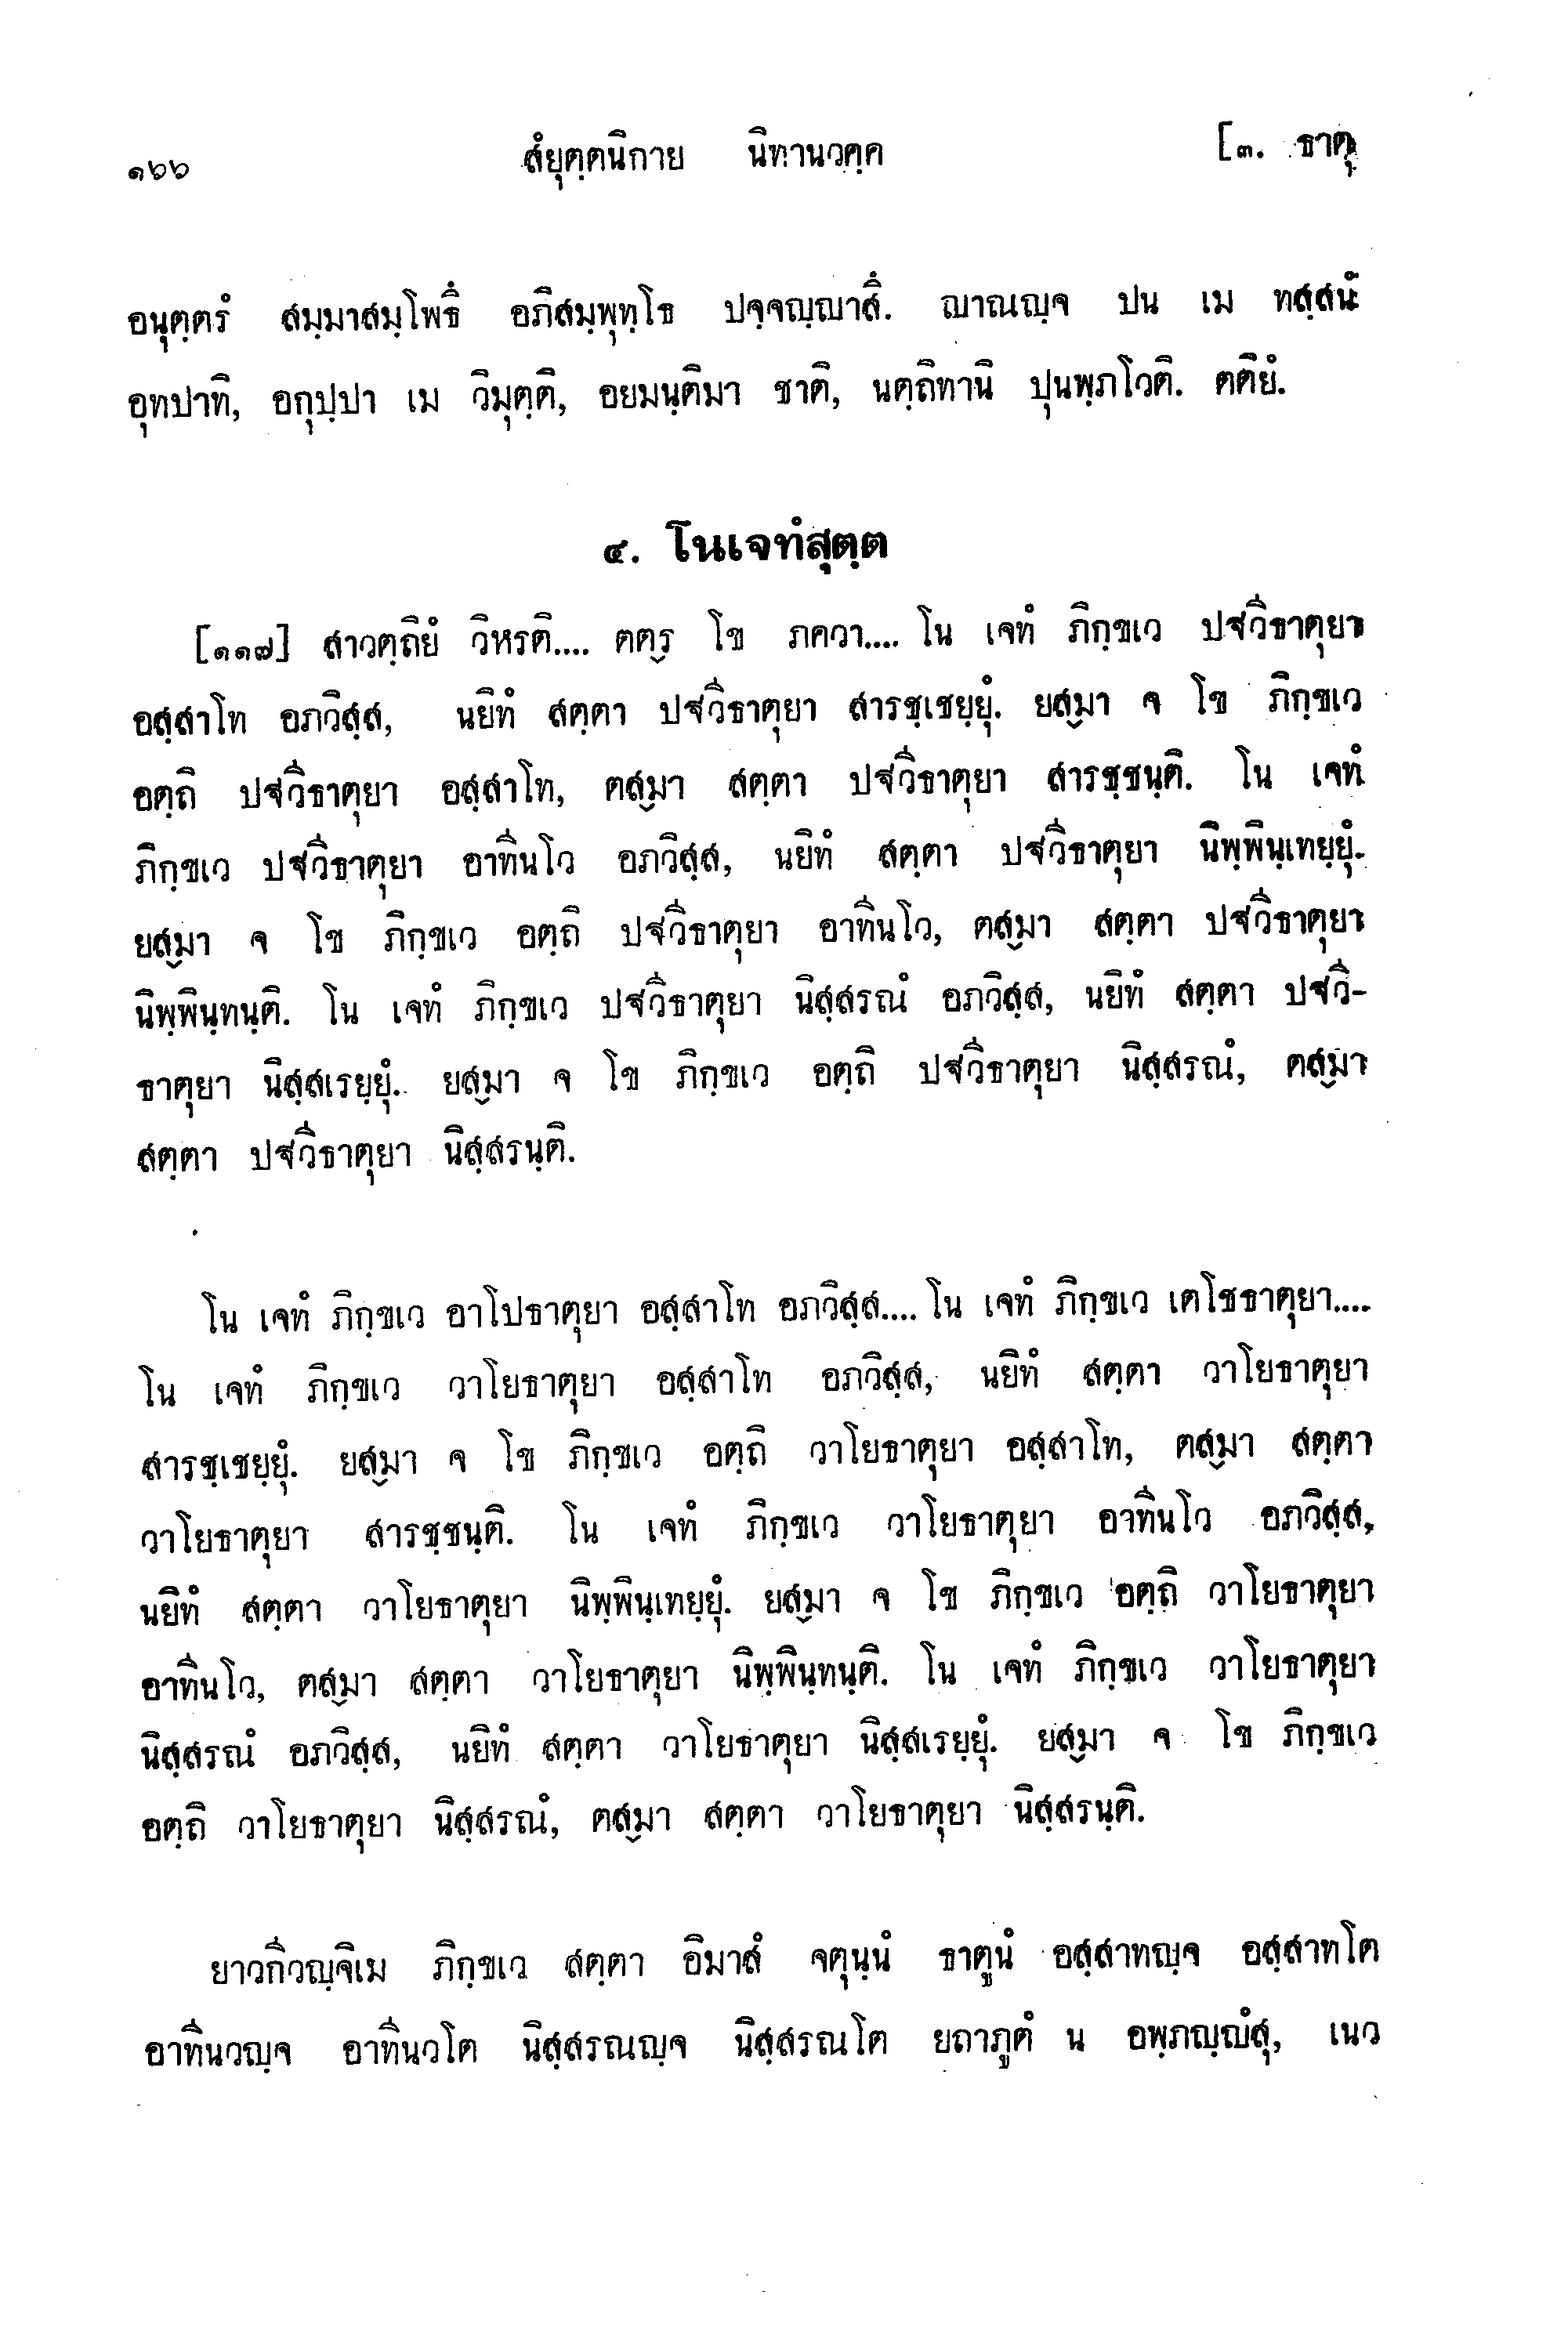 ๑๖๖ สํยุตฺตนิกาย นิทานวคฺค [๓. ธาตุ
อนุตฺตรํ สมฺมาสมฺโพธึ อภิสมฺพุทฺโธ ปจฺจญฺญาสึ. ญาณญฺจ ปน เม ทสฺสนํ
อุทปาทิ, อกุปฺปา เม วิมุตฺติ, อยมนฺติมา ชาติ, นตฺถิทานิ ปุนพฺภโวติ. ตติยํ.
๔. โนเจทํสุตฺต
[๑๑๗] สาวตฺถิยํ วิหรติ.... ตตฺร โข ภควา.... โน เจทํ ภิกฺขเว ปฐวีธาตุยา
อสฺสาโท อภวิสฺส, นยิทํ สตฺตา ปฐวีธาตุยา สารชฺเชยฺยุํ. ยสฺมา จ โข ภิกฺขเว
อตฺถิ ปฐวีธาตุยา อสฺสาโท, ตสฺมา สตฺตา ปฐวีธาตุยา สารชฺชนฺติ. โน เจทํ
ภิกฺขเว ปฐวีธาตุยา อาทีนโว อภวิสฺส, นยิทํ สตฺตา ปฐวีธาตุยา นิพฺพินฺเทยฺยุํ.
ยสฺมา จ โข ภิกฺขเว อตฺถิ ปฐวีธาตุยา อาทีนโว, ตสฺมา สตฺตา ปฐวีธาตุยา
นิพฺพินฺทนฺติ. โน เจทํ ภิกฺขเว ปฐวีธาตุยา นิสฺสรณํ อภวิสฺส, นยิทํ สตฺตา ปฐวี-
ธาตุยา นิสฺสเรยฺยุํ. ยสฺมา จ โข ภิกฺขเว อตฺถิ ปฐวีธาตุยา นิสฺสรณํ, ตสฺมา
สตฺตา ปฐวีธาตุยา นิสฺสรนฺติ.
โน เจทํ ภิกฺขเว อาโปธาตุยา อสฺสาโท อภวิสฺส.... โน เจทํ ภิกฺขเว เตโชธาตุยา....
โน เจทํ ภิกฺขเว วาโยธาตุยา อสฺสาโท อภวิสฺส, นยิทํ สตฺตา วาโยธาตุยา
สารชฺเชยฺยุํ. ยสฺมา จ โข ภิกฺขเว อตฺถิ วาโยธาตุยา อสฺสาโท, ตสฺมา สตฺตา
วาโยธาตุยา สารชฺชนฺติ. โน เจทํ ภิกฺขเว วาโยธาตุยา อาทีนโว อภวิสฺส,
นยิทํ สตฺตา วาโยธาตุยา นิพฺพินฺเทยฺยุํ. ยสฺมา จ โข ภิกฺขเว อตฺถิ วาโยธาตุยา
อาทีนโว, ตสฺมา สตฺตา วาโยธาตุยา นิพฺพินฺทนฺติ. โน เจทํ ภิกฺขเว วาโยธาตุยา
นิสฺสรณํ อภวิสฺส, นยิทํ สตฺตา วาโยธาตุยา นิสฺสเรยฺยุํ. ยสฺมา จ โข ภิกฺขเว
อตฺถิ วาโยธาตุยา นิสฺสรณํ, ตสฺมา สตฺตา วาโยธาตุยา นิสฺสรนฺติ.
ยาวกีวญฺจิเม ภิกฺขเว สตฺตา อิมาสํ จตุนฺนํ ธาตูนํ อสฺสาทญฺจ อสฺสาทโต
อาทีนวญฺจ อาทีนวโต นิสฺสรณญฺจ นิสฺสรณโต ยถาภูตํ น อพฺภญฺญํสุ, เนว